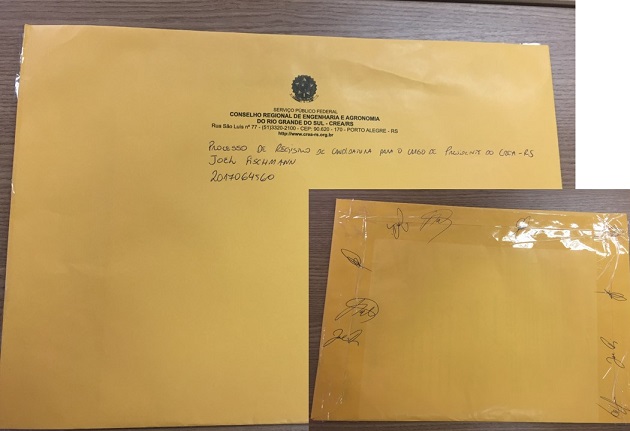 SERVIÇO PÚBLICO FEDERAL
CONSELHO REGIONAL DE ENGENHARIA E AGRONOMIA
DO RIO GRANDE DO SUL - CREA/RS
Rua São Luis nº 77 - (51)3320-2100 - CEP: 90.620 - 170 - PORTO ALEGRE - RS
http://www.crea-rs.org.br
PROCESSO DE REGISTRO DE CANDIDATURA PARA O CARGO DE PRESIDENTE DO CREA-RS
JOEL FISCHMANN
2017064560